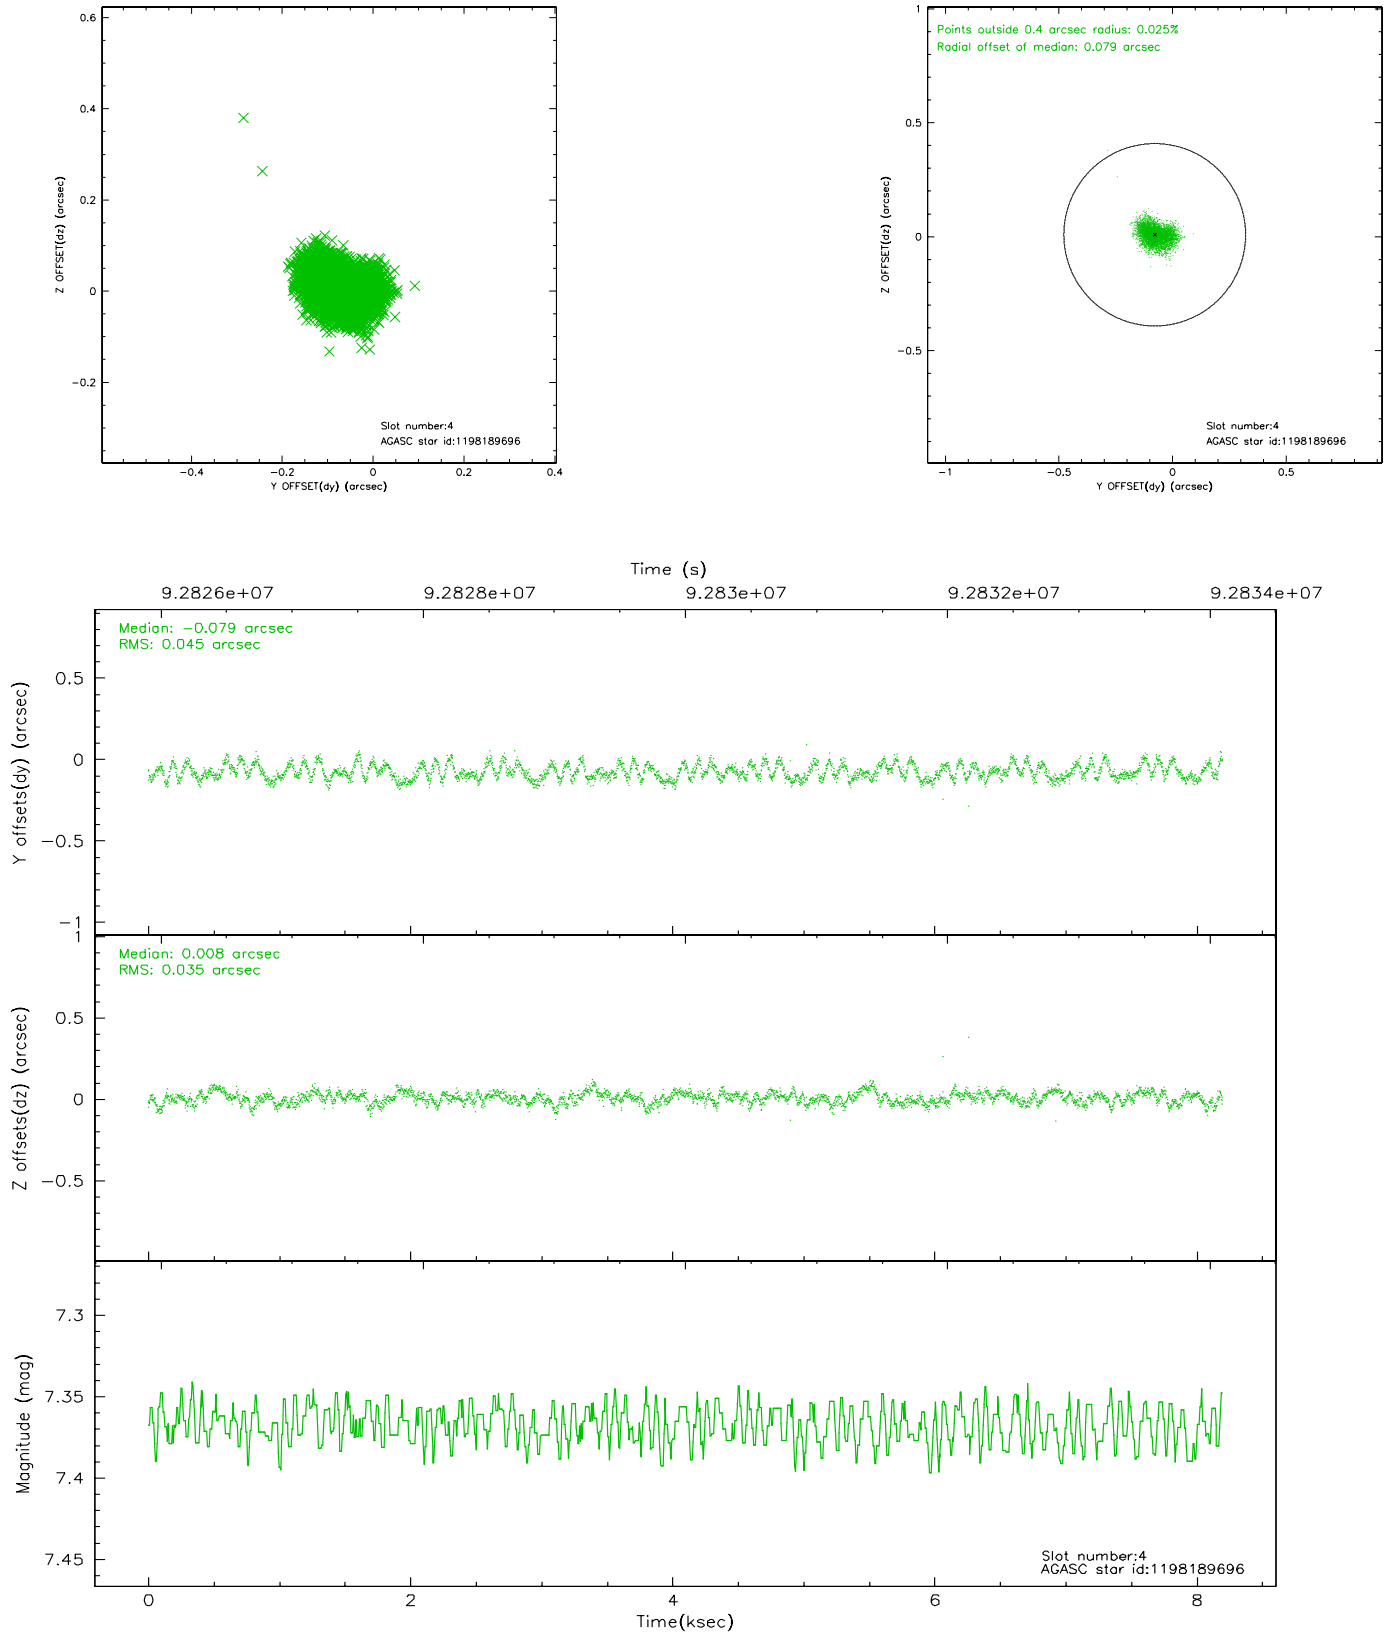 0.6
0.4
0.2
0
−0.2
Z OFFSET(dz) (arcsec)
Slot number:4
AGASC star id:1198189696
−0.4 −0.2 0 0.2 0.4
Y OFFSET(dy) (arcsec)
Points outside 0.4 arcsec radius: 0.025%
Radial offset of median: 0.079 arcsec
1
0.5
0
−0.5
Z OFFSET(dz) (arcsec)
Slot number:4
AGASC star id:1198189696
−1 −0.5 0 0.5
Y OFFSET(dy) (arcsec)
Time (s)
9.2826e+07 9.2828e+07 9.283e+07 9.2832e+07 9.2834e+07
Median: −0.079 arcsec
RMS: 0.045 arcsec
0.5
0
−0.5
−1
Y offsets(dy) (arcsec)
Median: 0.008 arcsec
RMS: 0.035 arcsec
1
0.5
0
−0.5
Z offsets(dz) (arcsec)
7.3
7.35
7.4
7.45
Magnitude (mag)
Slot number:4
AGASC star id:1198189696
0 2 4 6 8
Time(ksec)